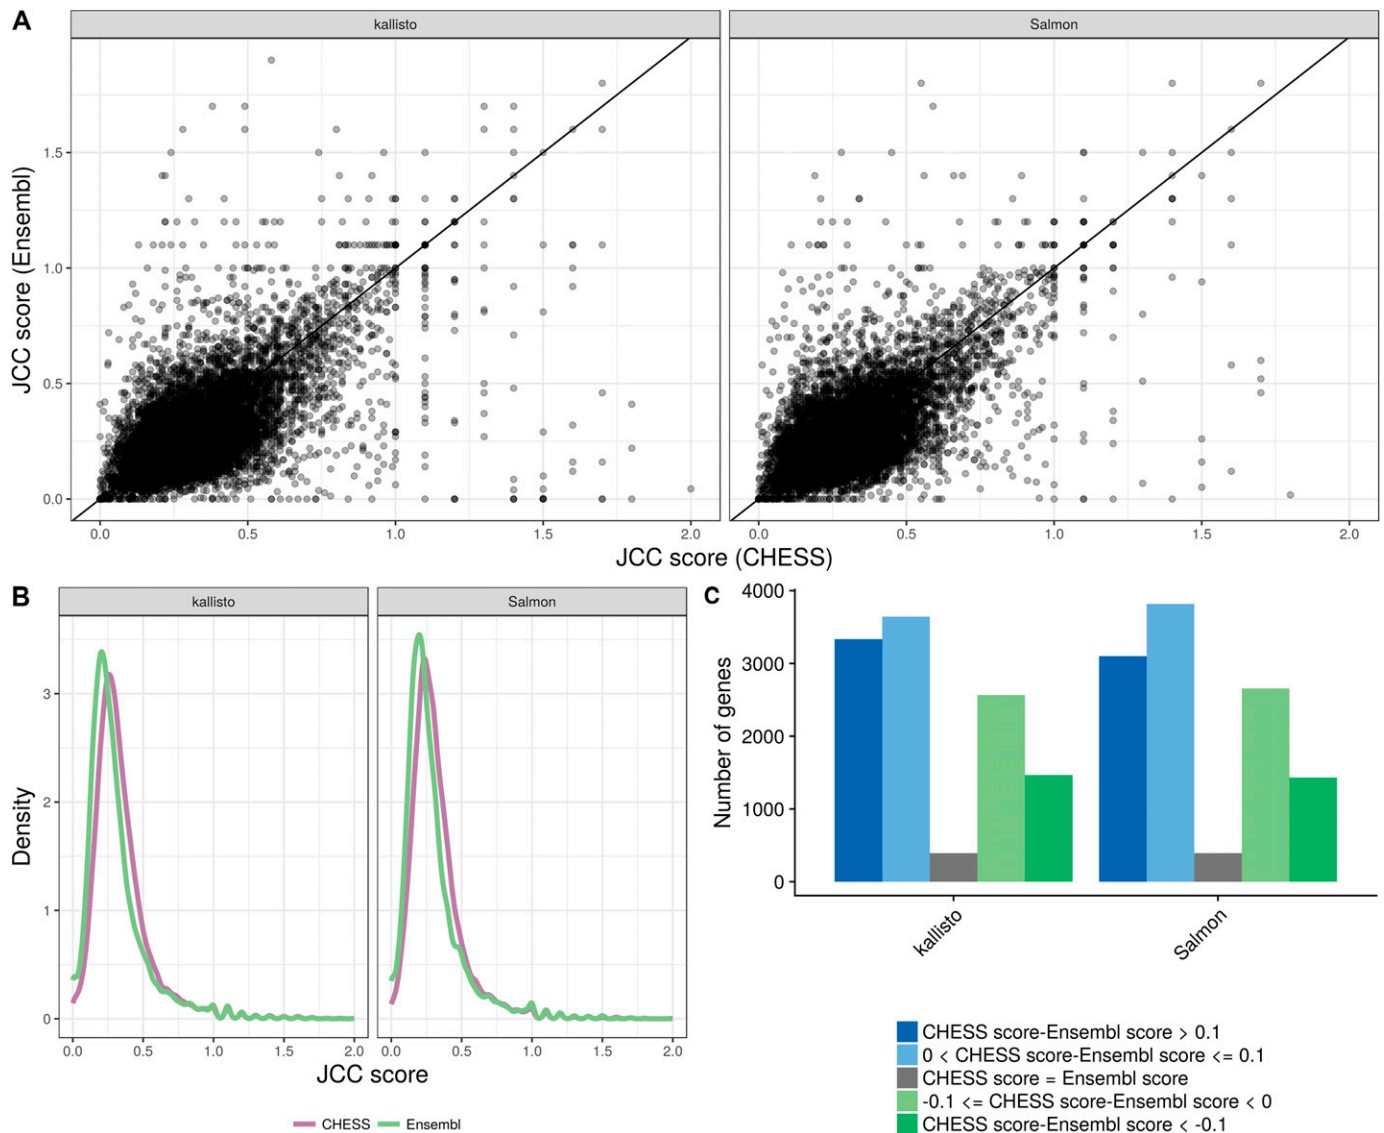 A
kallisto
Salmon
JCC score (Ensembl)
1.5
1.0
0.5
0.0
0.0 0.5 1.0 1.5 2.0
0.0 0.5 1.0 1.5 2.0
JCC score (CHESS)
B
kallisto
Salmon
Density
3
2
1
0
0.0 0.5 1.0 1.5 2.0
0.0 0.5 1.0 1.5 2.0
JCC score
CHESS Ensembl
C
Number of genes
4000
3000
2000
1000
0
kallisto
Salmon
CHESS score-Ensembl score > 0.1
0 < CHESS score-Ensembl score <= 0.1
CHESS score = Ensembl score
-0.1 <= CHESS score-Ensembl score < 0
CHESS score-Ensembl score < -0.1